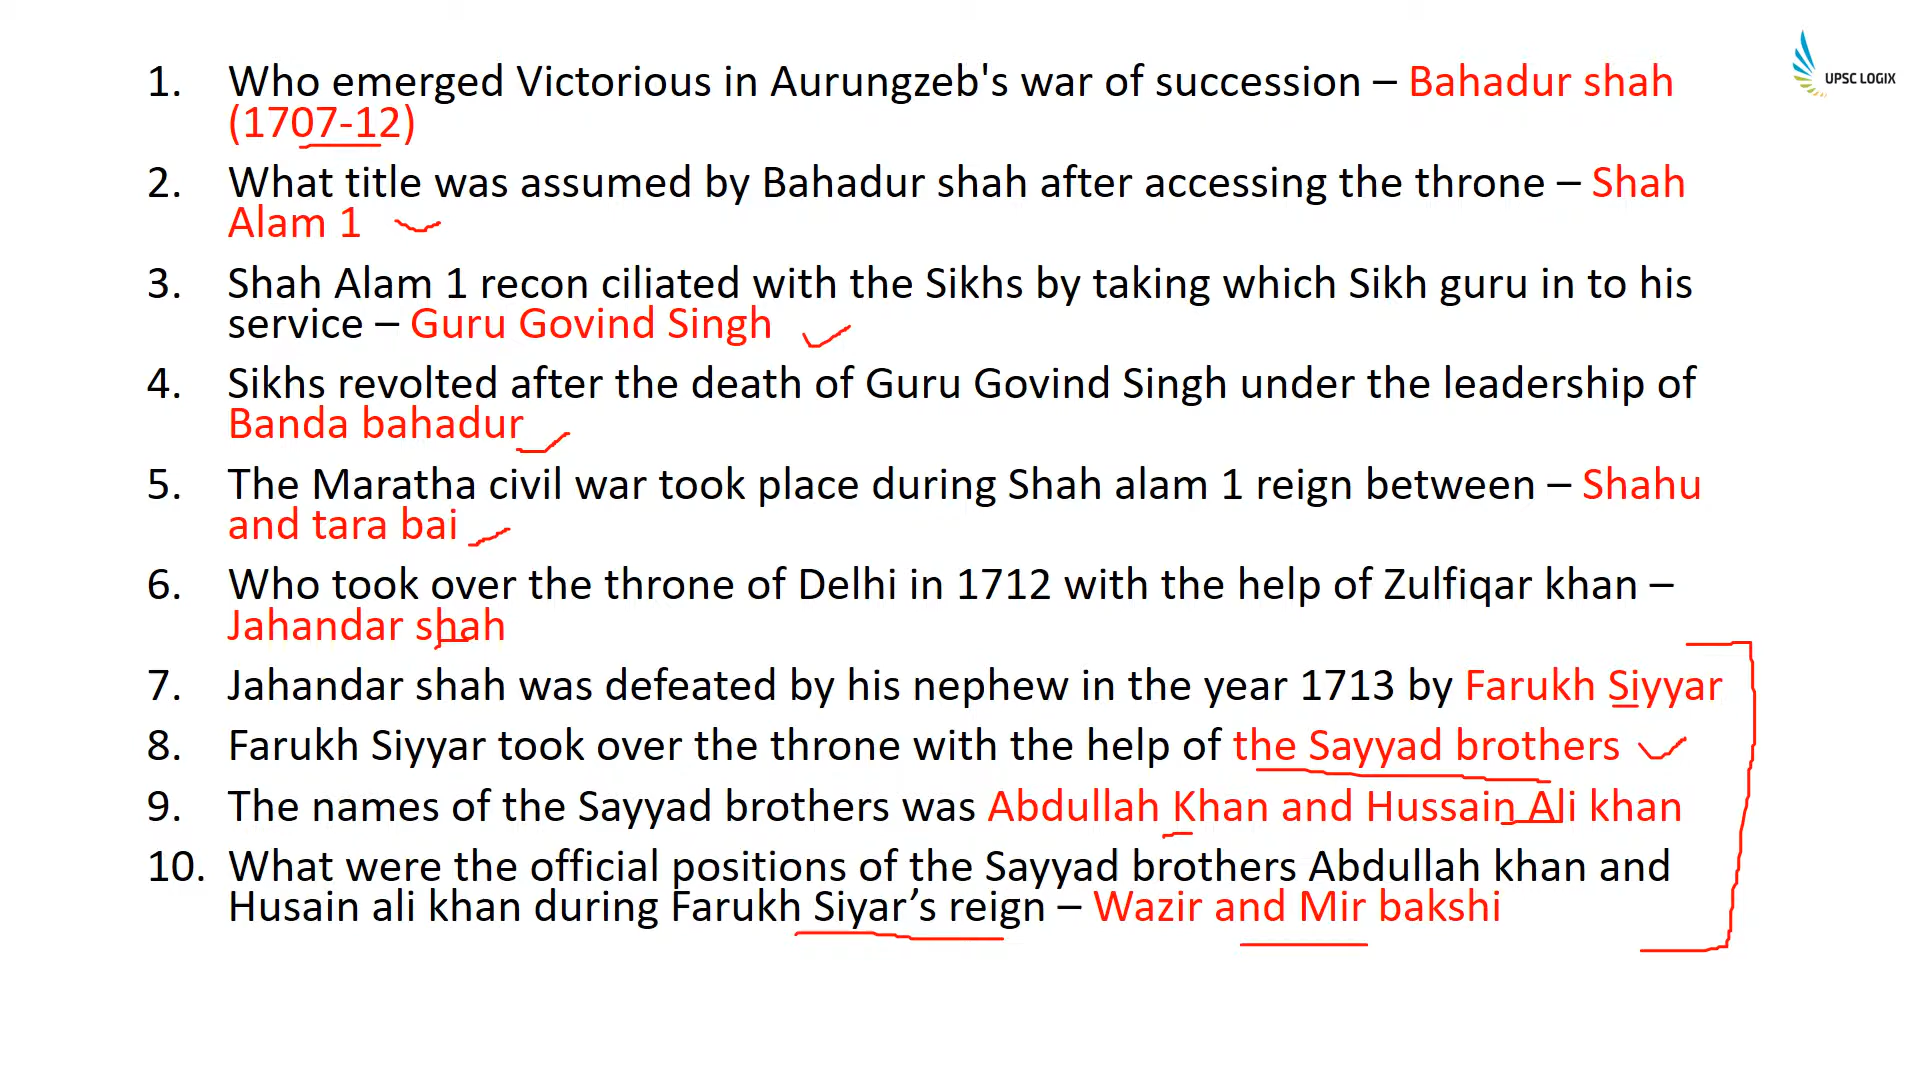 UPSC LOGIX
1. Who emerged Victorious in Aurungzeb's war of succession – Bahadur shah
(1707-12)
2. What title was assumed by Bahadur shah after accessing the throne – Shah
Alam 1
3. Shah Alam 1 recon ciliated with the Sikhs by taking which Sikh guru in to his
service – Guru Govind Singh
4. Sikhs revolted after the death of Guru Govind Singh under the leadership of
Banda bahadur
5. The Maratha civil war took place during Shah alam 1 reign between – Shahu
and tara bai
6. Who took over the throne of Delhi in 1712 with the help of Zulfiqar khan –
Jahandar shah
7. Jahandar shah was defeated by his nephew in the year 1713 by Farukh Siyyar
8. Farukh Siyyar took over the throne with the help of the Sayyad brothers
9. The names of the Sayyad brothers was Abdullah Khan and Hussain Ali khan
10. What were the official positions of the Sayyad brothers Abdullah khan and
Husain ali khan during Farukh Siyar’s reign – Wazir and Mir bakshi